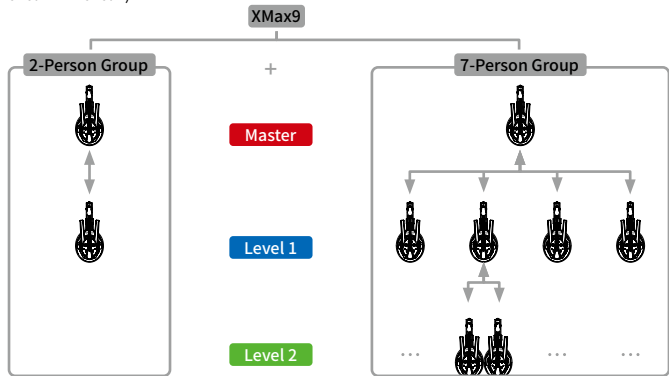 XMax9
2-Person Group
+
7-Person Group
Master
Level 1
Level 2
...
...
...